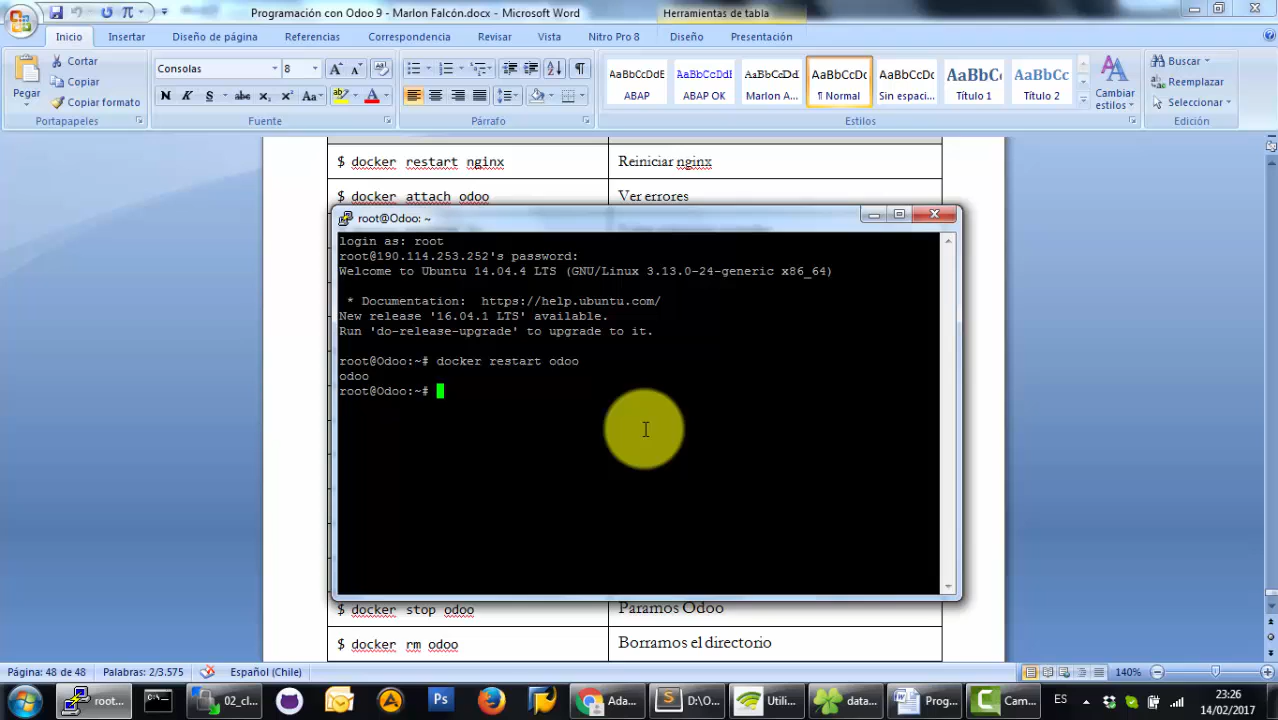 Programación con Odoo 9 - Marlon Falcón.docx - Microsoft Word
Herramientas de tabla
Inicio
Insertar
Diseño de página
Referencias
Correspondencia
Revisar
Vista
Nitro Pro 8
Diseño
Presentación
Pegar
Cortar
Copiar
Copiar formato
Portapapeles
Consolas
8
Fuente
Párrafo
AaBbCcDdE
ABAP
AaBbCcDdE
ABAP OK
AaBbCcDd
Marlon A...
AaBbCcDc
¶ Normal
AaBbCcDc
Sin espaci...
AaBbCc
Título 1
AaBbCc
Título 2
Cambiar
estilos
Estilos
Buscar
Reemplazar
Seleccionar
Edición
$ docker restart nginx
Reiniciar nginx
$ docker attach odoo
Ver errores
root@Odoo: ~
login as: root
root@190.114.253.252's password:
Welcome to Ubuntu 14.04.4 LTS (GNU/Linux 3.13.0-24-generic x86_64)
* Documentation:  https://help.ubuntu.com/
New release '16.04.1 LTS' available.
Run 'do-release-upgrade' to upgrade to it.
root@Odoo:~# docker restart odoo
odoo
root@Odoo:~#
$ docker stop odoo
Paramos Odoo
$ docker rm odoo
Borramos el directorio
Página: 48 de 48
Palabras: 2/3.575
Español (Chile)
140%
root...
02_cl...
Ps
Ada...
D:\O...
Utili...
data...
Prog...
Cam...
ES
23:26
14/02/2017